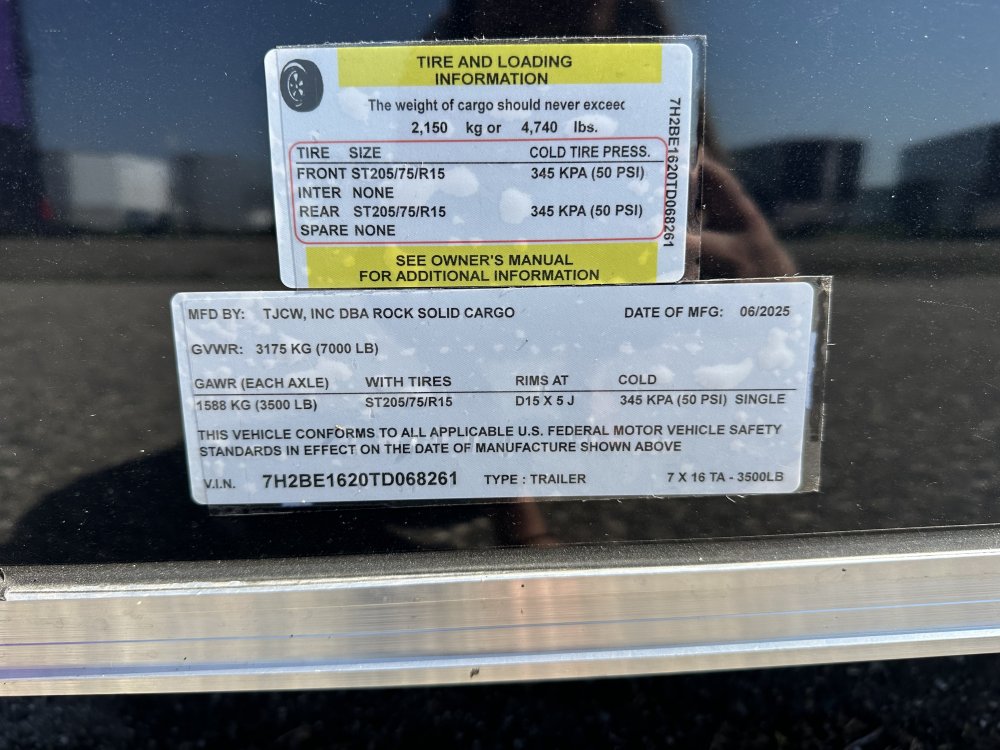 TIRE AND LOADING
INFORMATION
The weight of cargo should never exceed
2,150 kg or 4,740 lbs.
TIRE SIZE COLD TIRE PRESS.
FRONT ST205/75/R15 345 KPA (50 PSI)
INTER NONE
REAR ST205/75/R15 345 KPA (50 PSI)
SPARE NONE
SEE OWNER'S MANUAL
FOR ADDITIONAL INFORMATION
7H2BE1620TD068261
MFD BY: TJCW, INC DBA ROCK SOLID CARGO DATE OF MFG: 06/2025
GVWR: 3175 KG (7000 LB)
GAWR (EACH AXLE) WITH TIRES RIMS AT COLD
1588 KG (3500 LB) ST205/75/R15 D15 X 5 J 345 KPA (50 PSI) SINGLE
THIS VEHICLE CONFORMS TO ALL APPLICABLE U.S. FEDERAL MOTOR VEHICLE SAFETY
STANDARDS IN EFFECT ON THE DATE OF MANUFACTURE SHOWN ABOVE
V.I.N. 7H2BE1620TD068261 TYPE : TRAILER 7 X 16 TA - 3500LB